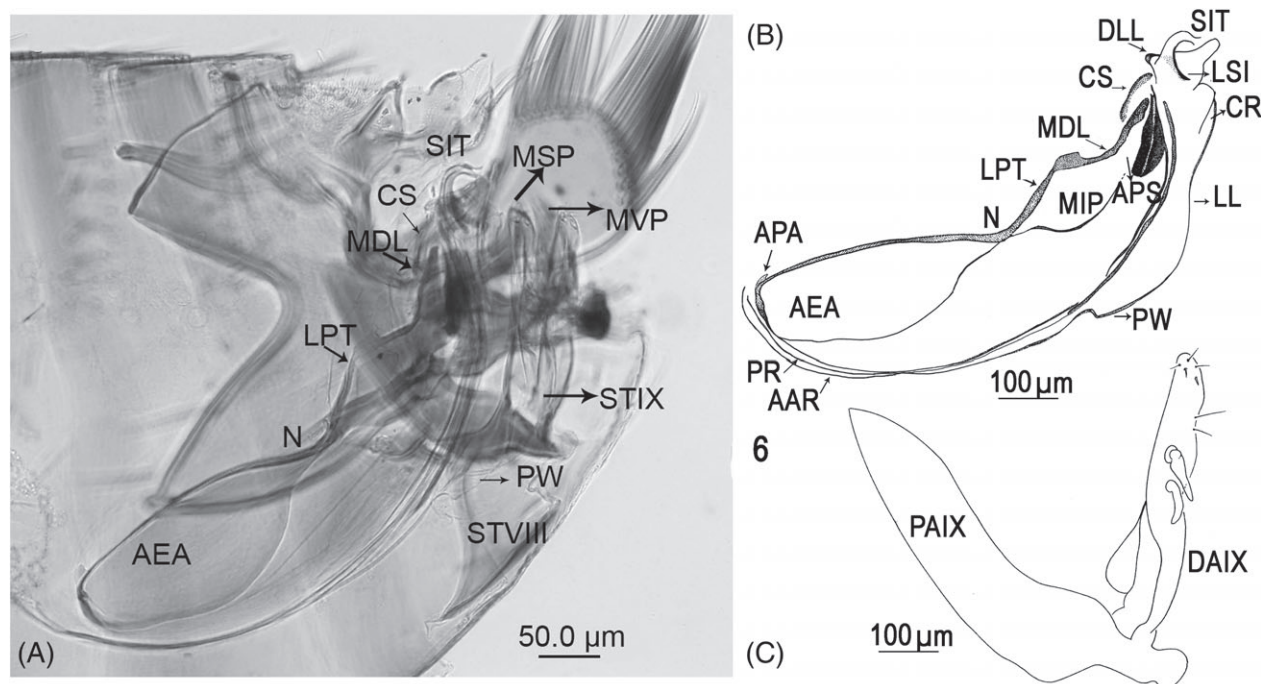 SIT
MSP
CS
MVP
MDL
LPT
STIX
N
PW
AEA
STVIII
50.0 µm
(A)
(B)
SIT
DLL
LSI
CS
CR
MDL
LPT
MIP
APS
LL
N
APA
AEA
PW
PR
AAR
100 µm
6
PAIX
DAIX
100 µm
(C)